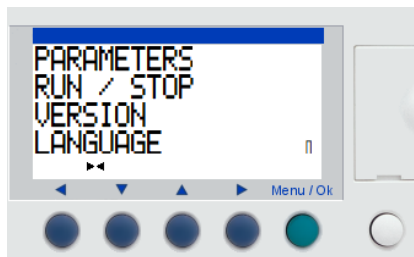 PARAMETERS
RUN / STOP
VERSION
LANGUAGE
Menu / Ok